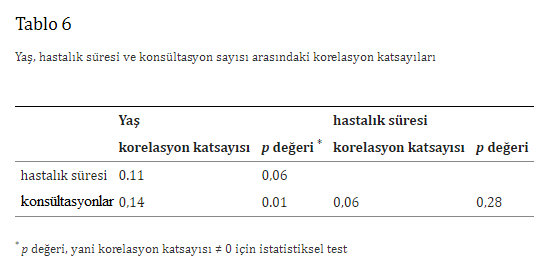 Tablo 6
Yaş, hastalık süresi ve konsültasyon sayısı arasındaki korelasyon katsayıları
Yaş hastalık süresi
korelasyon katsayısı p değeri * korelasyon katsayısı p değeri
hastalık süresi 0.11 0,06
konsültasyonlar 0,14 0.01 0,06 0,28
* p değeri, yani korelasyon katsayısı ≠ 0 için istatistiksel test